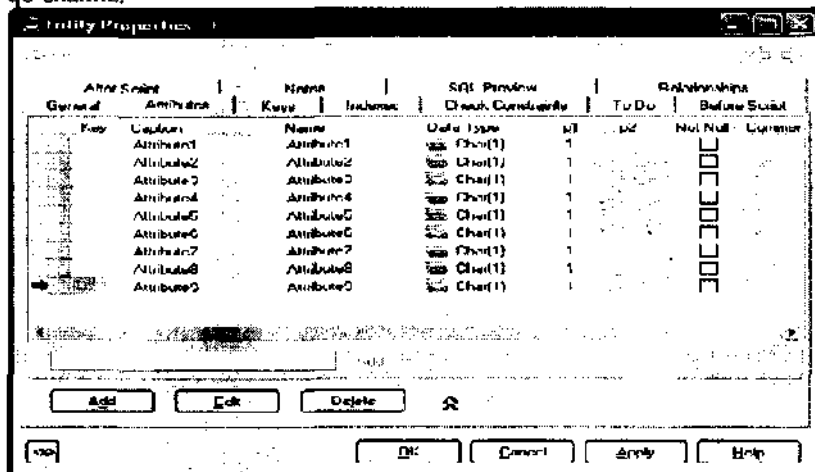 Entity Properties
After Script Notes SQL Preview Relationships
General Attributes Keys Indexes Check Constraints To Do Before Script
Key Caption Name Data Type p1 p2 Not Null Commen
Attribute1 Attribute1 Char(1) 1
Attribute2 Attribute2 Char(1) 1
Attribute3 Attribute3 Char(1) 1
Attribute4 Attribute4 Char(1) 1
Attribute5 Attribute5 Char(1) 1
Attribute6 Attribute6 Char(1) 1
Attribute7 Attribute7 Char(1) 1
Attribute8 Attribute8 Char(1) 1
Attribute9 Attribute9 Char(1) 1
Add Edit Delete
OK Cancel Apply Help